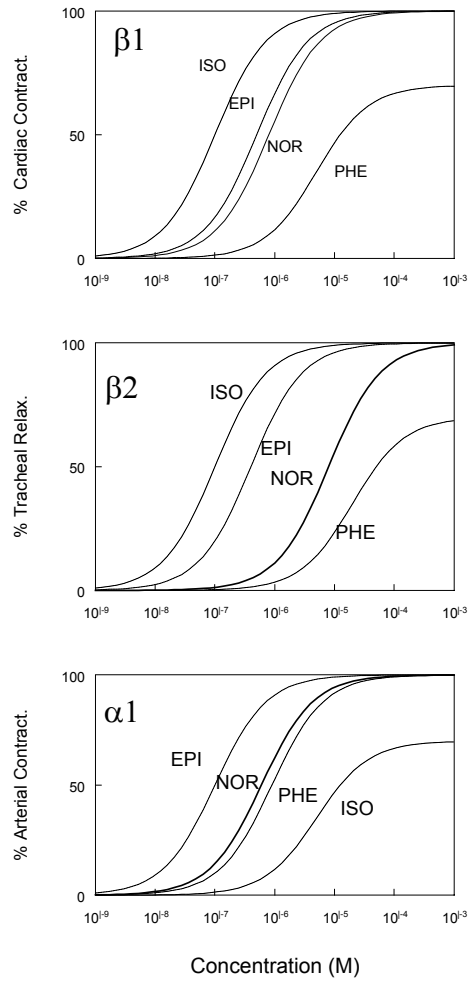 β1
% Cardiac Contract.
100
50
0
ISO
EPI
NOR
PHE
10|-9 10|-8 10|-7 10|-6 10|-5 10|-4 10|-3
β2
% Tracheal Relax.
100
50
0
ISO
EPI
NOR
PHE
10|-9 10|-8 10|-7 10|-6 10|-5 10|-4 10|-3
α1
% Arterial Contract.
100
50
0
EPI
NOR
PHE
ISO
10|-9 10|-8 10|-7 10|-6 10|-5 10|-4 10|-3
Concentration (M)